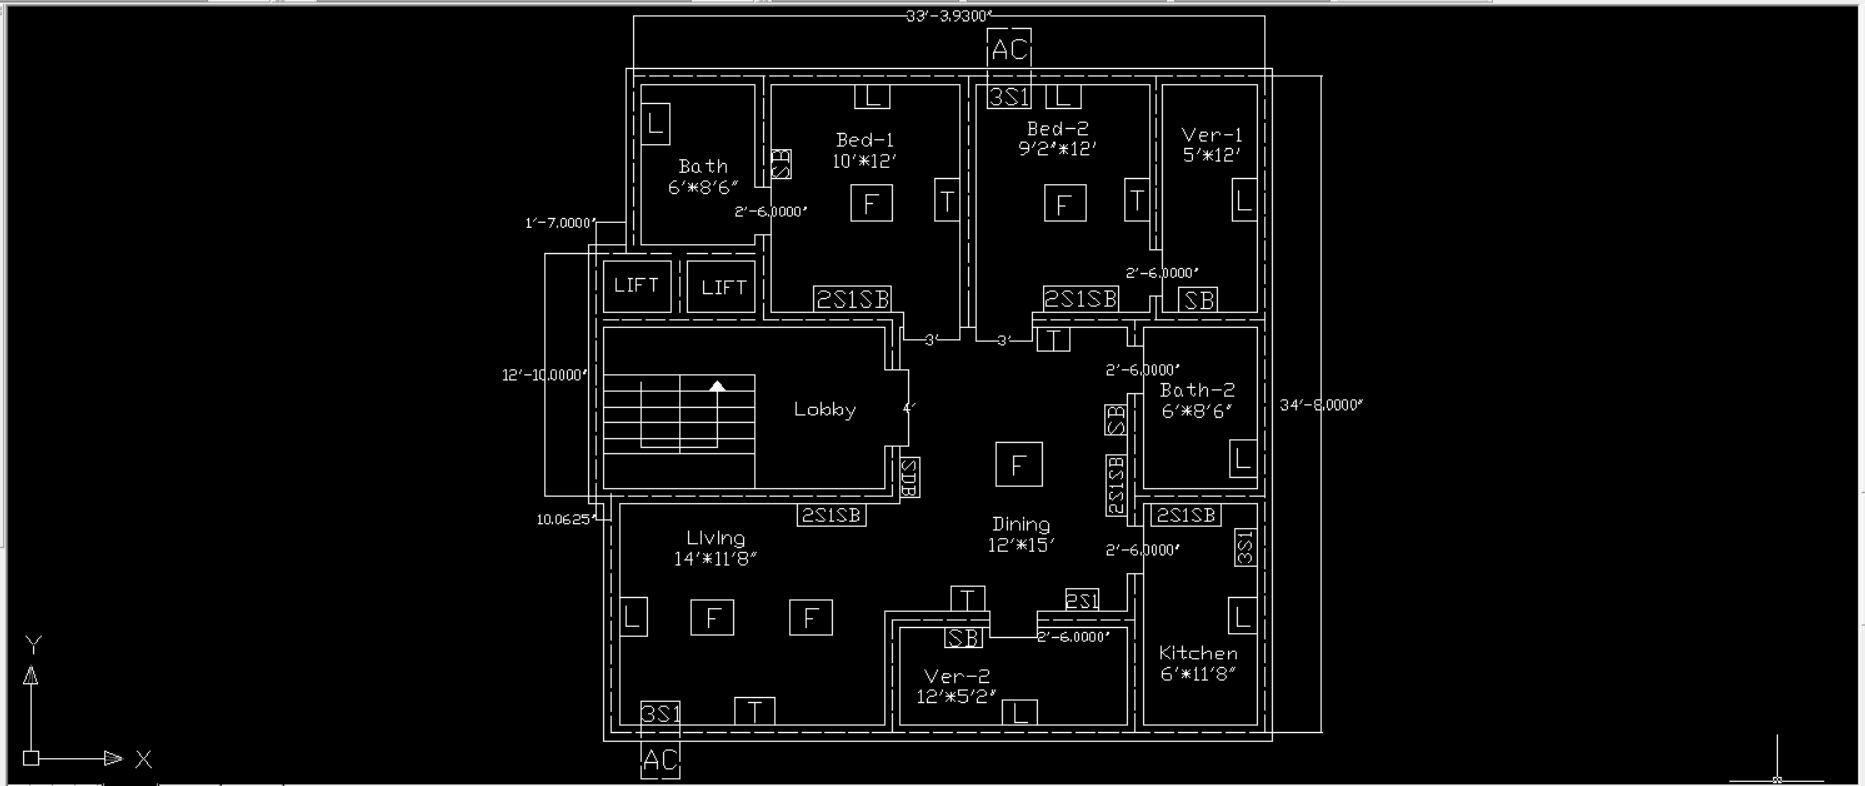 33'-3.9300"
AC
3S1
L
L
L
Bed-1
10'*12'
Bed-2
9'2"*12'
Ver-1
5'*12'
SB
Bath
6'*8'6"
F
T
F
T
L
2'-6.0000"
1'-7.0000"
2'-6.0000"
LIFT
LIFT
2S1SB
2S1SB
SB
3'
3'
T
12'-10.0000"
2'-6.0000"
Bath-2
6'*8'6"
Lobby
4'
34'-8.0000"
SB
F
L
SDB
2S1SB
10.0625"
2S1SB
2S1SB
Dining
12'*15'
Living
14'*11'8"
2'-6.0000"
3S1
T
2S1
L
F
F
L
SB
2'-6.0000"
Kitchen
6'*11'8"
Ver-2
12'*5'2"
3S1
T
L
AC
Y
X